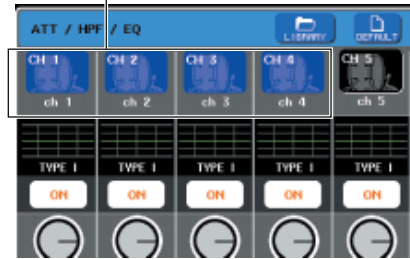 ATT / HPF / EQ
LIBRARY
DEFAULT
CH 1 CH 2 CH 3 CH 4 CH 5
ch 1 ch 2 ch 3 ch 4 ch 5
TYPE I TYPE I TYPE I TYPE I TYPE I
ON ON ON ON ON